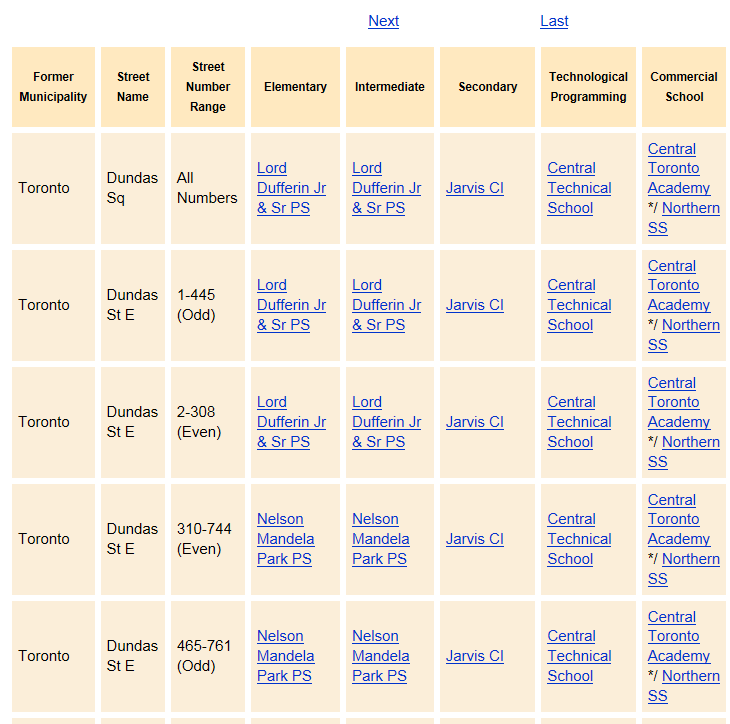 Next Last
Former Municipality Street Name Street Number Range Elementary Intermediate Secondary Technological Programming Commercial School
Toronto Dundas Sq All Numbers Lord Dufferin Jr & Sr PS Lord Dufferin Jr & Sr PS Jarvis CI Central Technical School Central Toronto Academy */ Northern SS
Toronto Dundas St E 1-445 (Odd) Lord Dufferin Jr & Sr PS Lord Dufferin Jr & Sr PS Jarvis CI Central Technical School Central Toronto Academy */ Northern SS
Toronto Dundas St E 2-308 (Even) Lord Dufferin Jr & Sr PS Lord Dufferin Jr & Sr PS Jarvis CI Central Technical School Central Toronto Academy */ Northern SS
Toronto Dundas St E 310-744 (Even) Nelson Mandela Park PS Nelson Mandela Park PS Jarvis CI Central Technical School Central Toronto Academy */ Northern SS
Toronto Dundas St E 465-761 (Odd) Nelson Mandela Park PS Nelson Mandela Park PS Jarvis CI Central Technical School Central Toronto Academy */ Northern SS